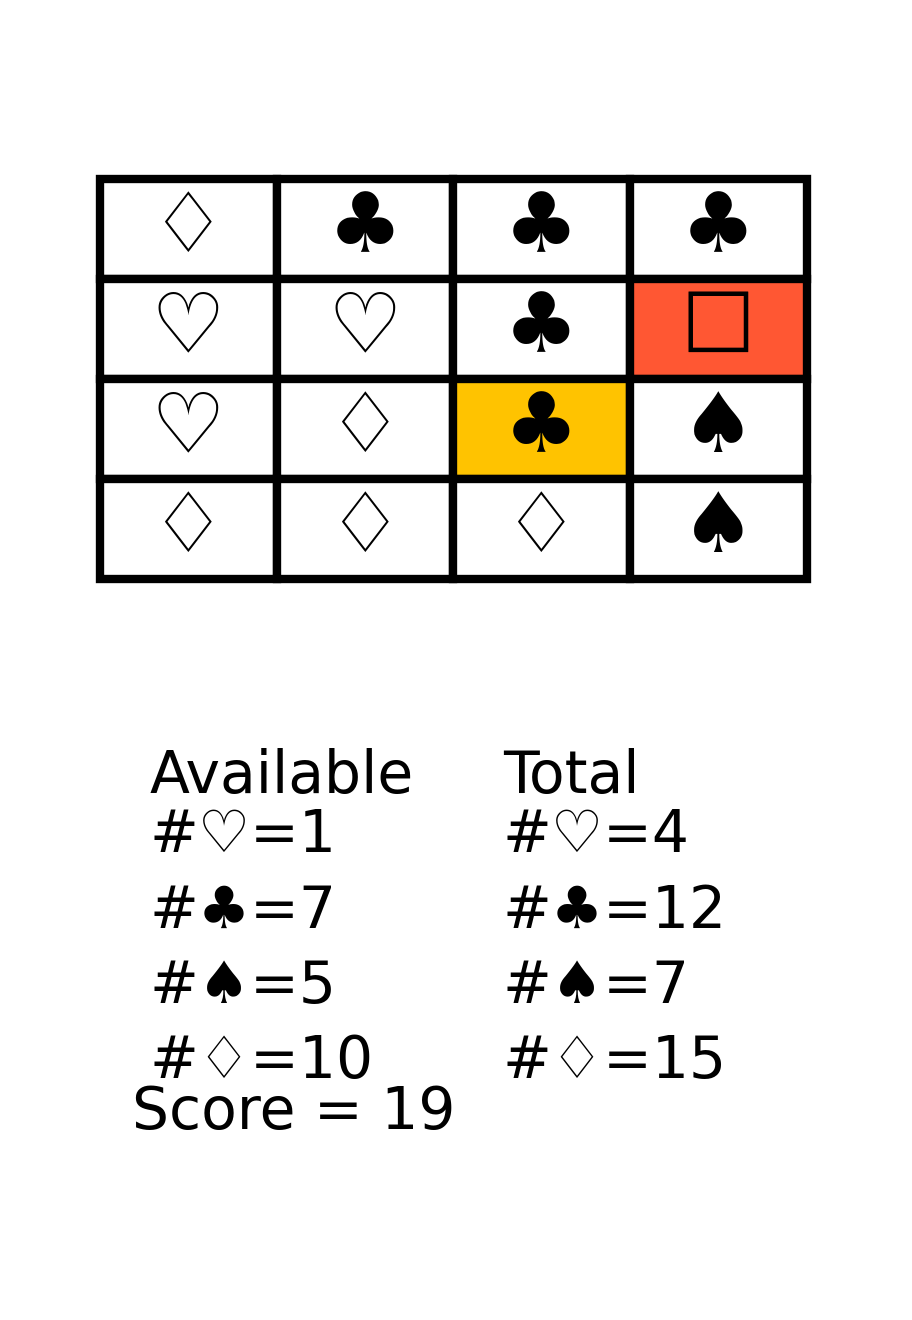 ♢ ♣ ♣ ♣
♡ ♡ ♣ □
♡ ♢ ♣ ♠
♢ ♢ ♢ ♠
Available Total
#♡=1 #♡=4
#♣=7 #♣=12
#♠=5 #♠=7
#♢=10 #♢=15
Score = 19